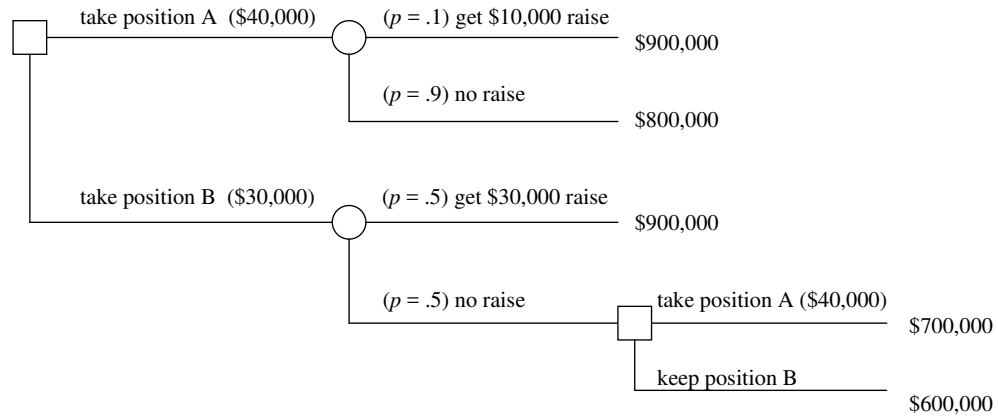 take position A ($40,000)
(p = .1) get $10,000 raise
$900,000
(p = .9) no raise
$800,000
take position B ($30,000)
(p = .5) get $30,000 raise
$900,000
(p = .5) no raise
take position A ($40,000)
$700,000
keep position B
$600,000